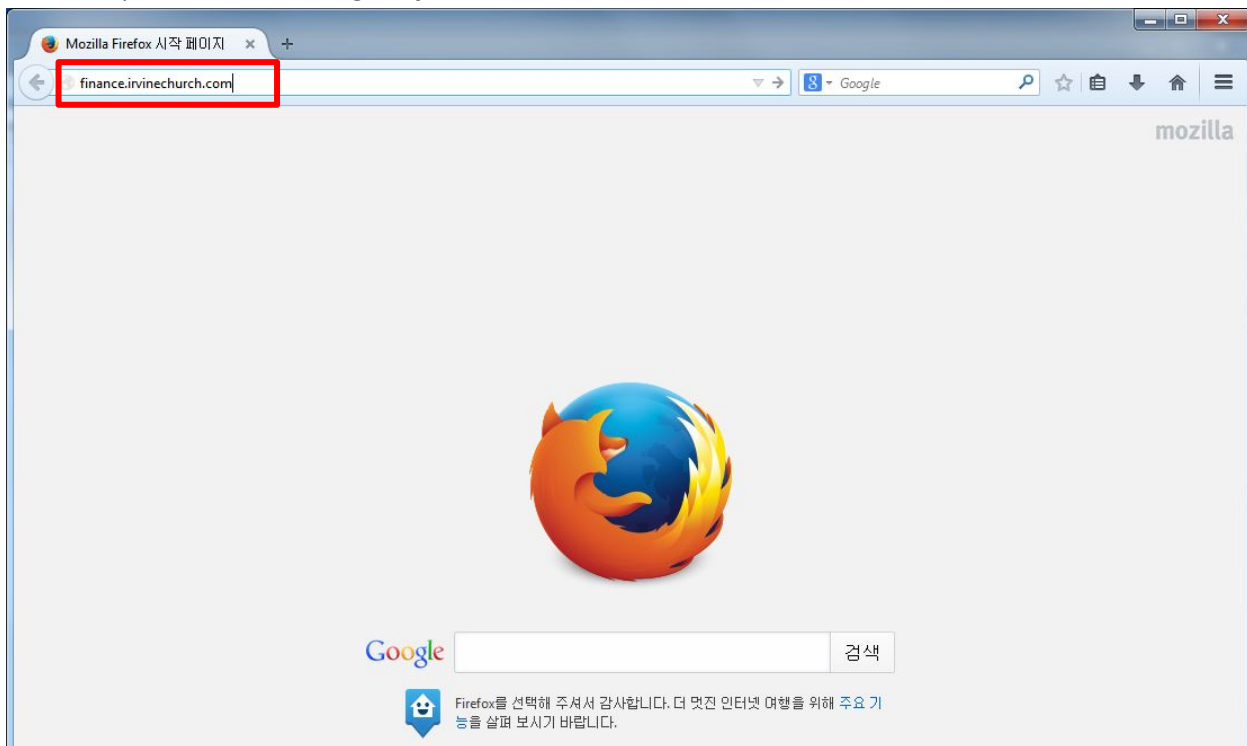 Mozilla Firefox 시작 페이지
finance.irvinechurch.com
8 Google
mozilla
Google 검색
Firefox를 선택해 주셔서 감사합니다. 더 멋진 인터넷 여행을 위해 주요 기
능을 살펴 보시기 바랍니다.